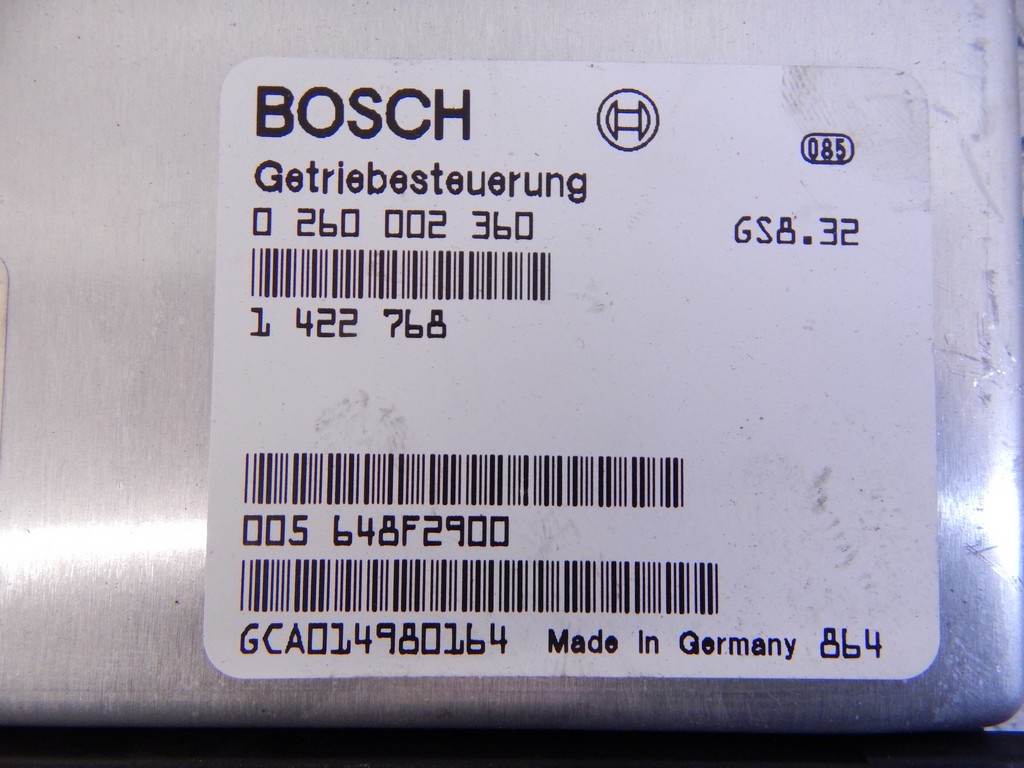 BOSCH
085
Getriebesteuerung
0 260 002 360 GS8.32
1 422 768
005 648F2900
GCA014980164 Made in Germany 864